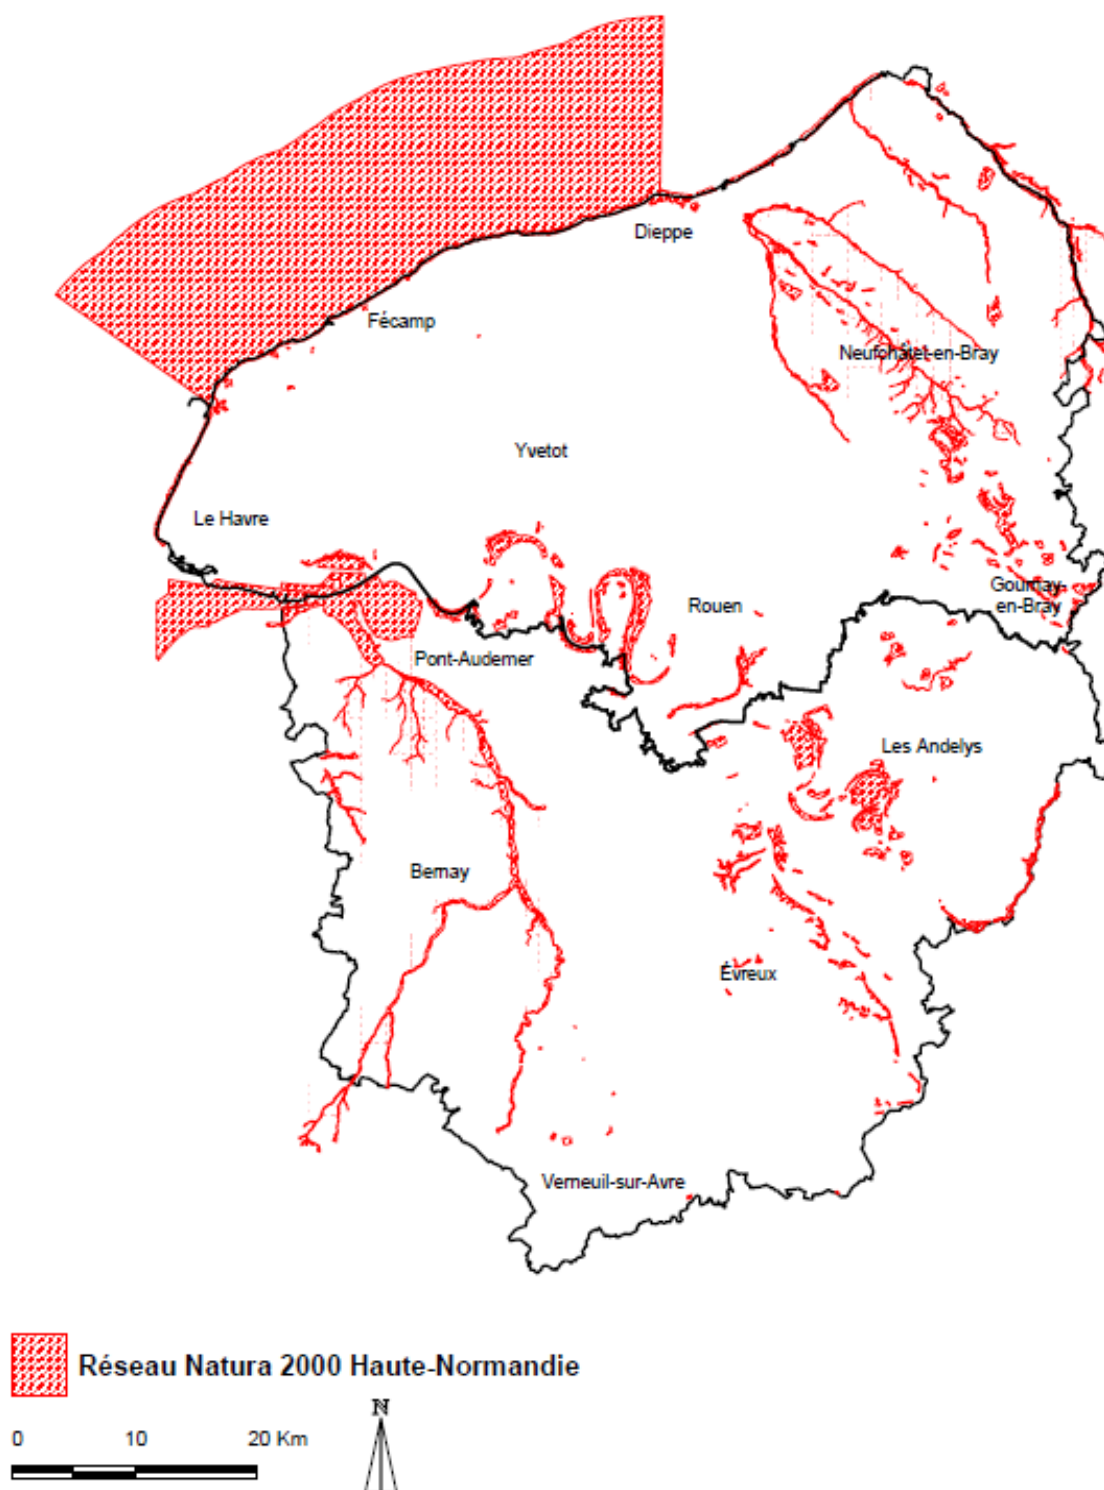 Dieppe
Fécamp
Neufchâtel-en-Bray
Yvetot
Le Havre
Gournay-
en-Bray
Rouen
Pont-Audemer
Les Andelys
Bernay
Évreux
Verneuil-sur-Avre
Réseau Natura 2000 Haute-Normandie
N
0 10 20 Km